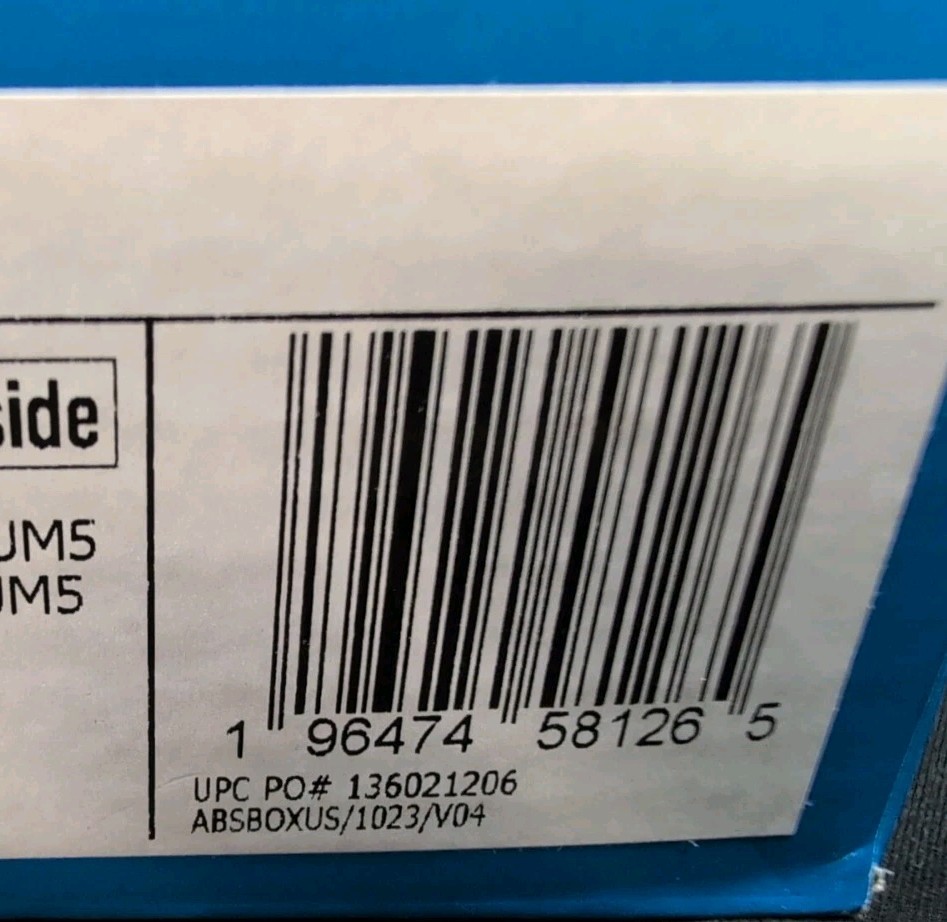 side
UM5
UM5
1 96474 58126 5
UPC PO# 136021206
ABSBOXUS/1023/V04